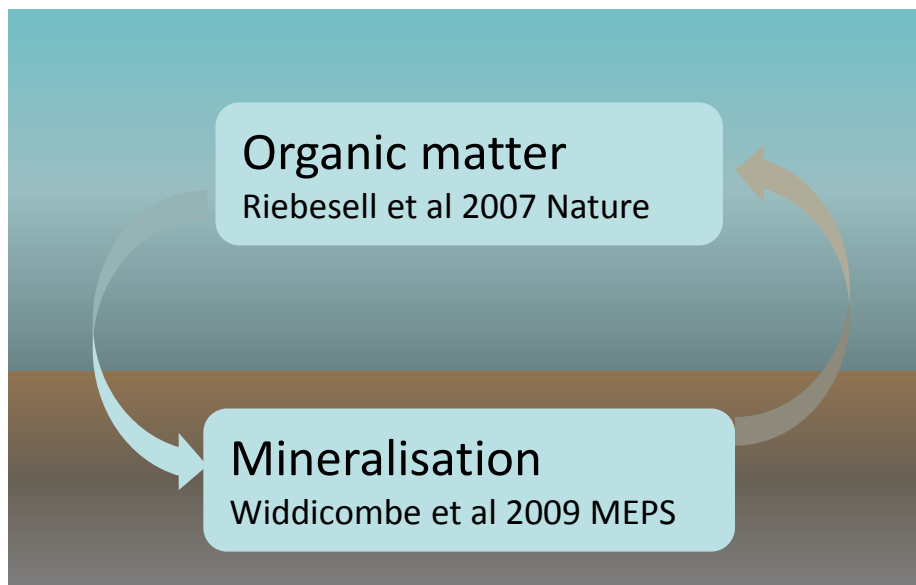 Organic matter
Riebesell et al 2007 Nature
Mineralisation
Widdicombe et al 2009 MEPS